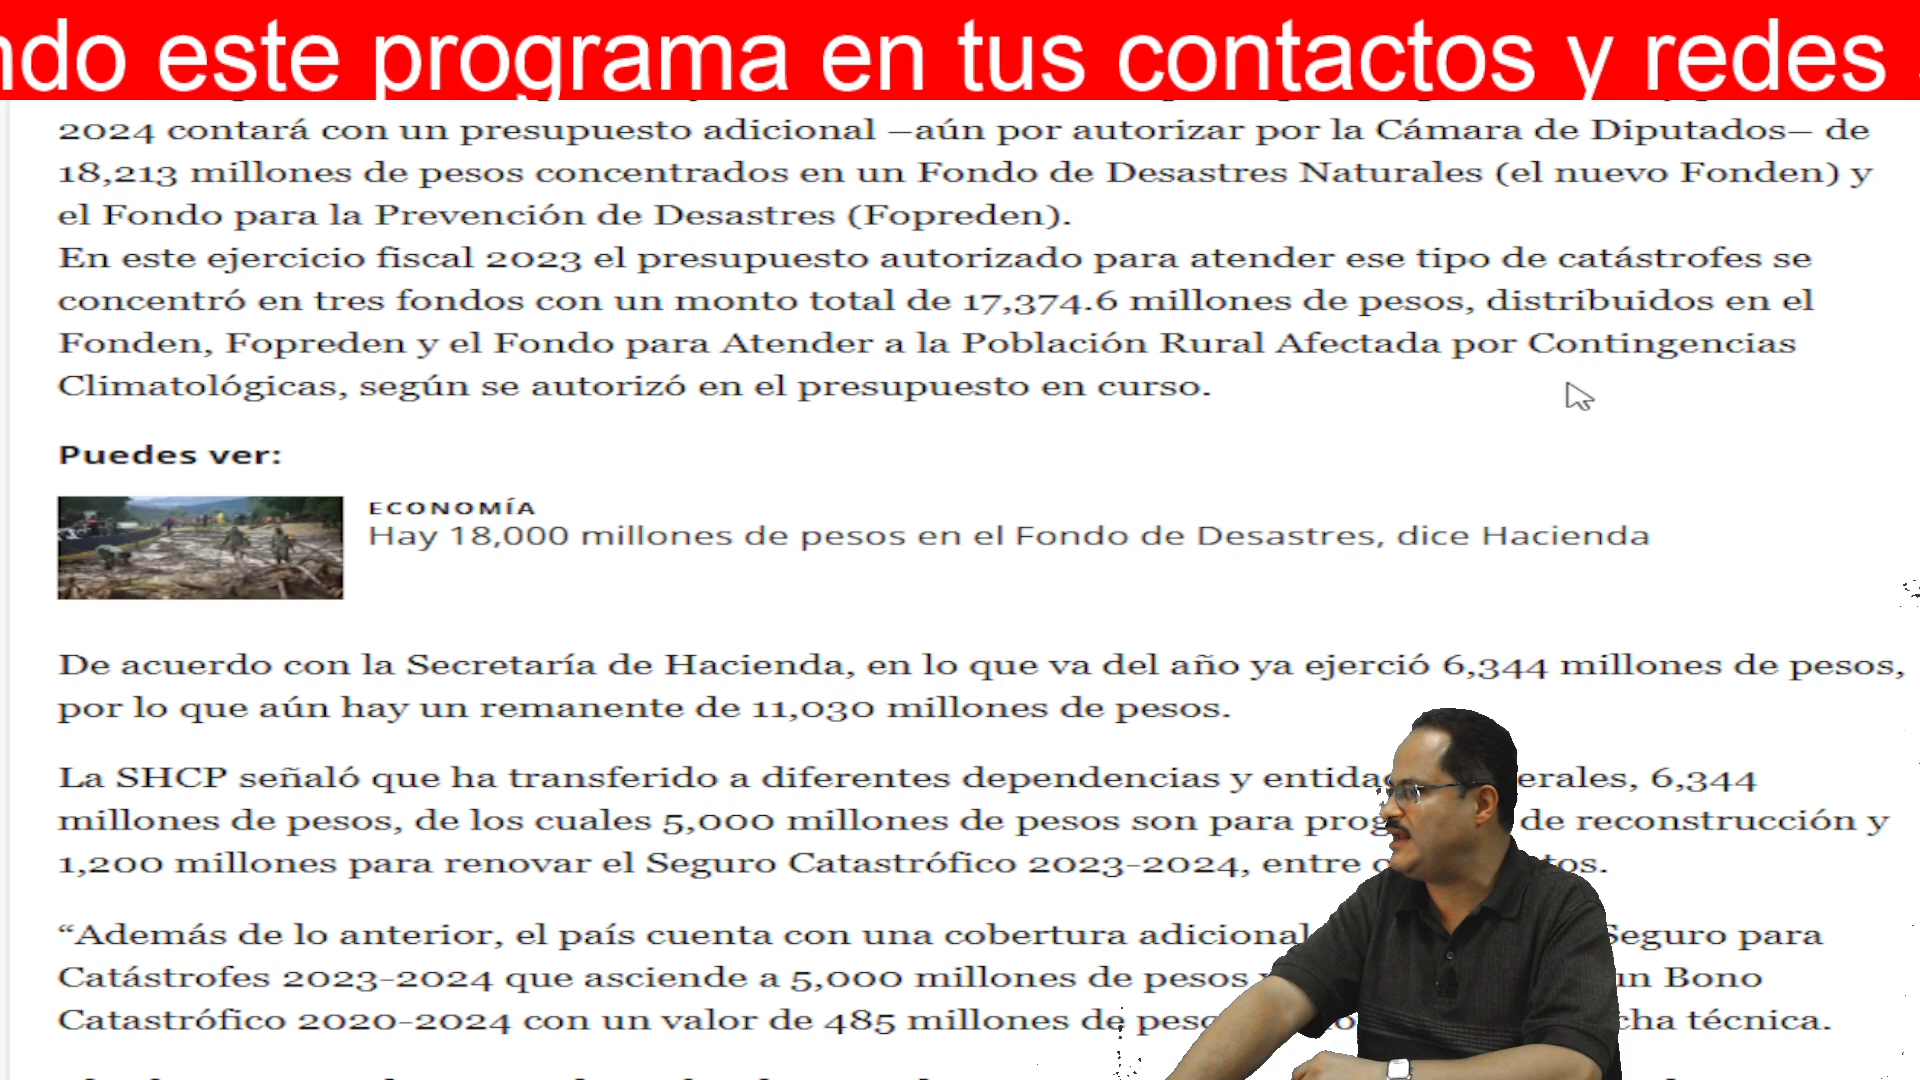 ndo este programa en tus contactos y redes
2024 contará con un presupuesto adicional —aún por autorizar por la Cámara de Diputados— de
18,213 millones de pesos concentrados en un Fondo de Desastres Naturales (el nuevo Fonden) y
el Fondo para la Prevención de Desastres (Fopreden).
En este ejercicio fiscal 2023 el presupuesto autorizado para atender ese tipo de catástrofes se
concentró en tres fondos con un monto total de 17,374.6 millones de pesos, distribuidos en el
Fonden, Fopreden y el Fondo para Atender a la Población Rural Afectada por Contingencias
Climatológicas, según se autorizó en el presupuesto en curso.
Puedes ver:
ECONOMÍA
Hay 18,000 millones de pesos en el Fondo de Desastres, dice Hacienda
De acuerdo con la Secretaría de Hacienda, en lo que va del año ya ejerció 6,344 millones de pesos,
por lo que aún hay un remanente de 11,030 millones de pesos.
La SHCP señaló que ha transferido a diferentes dependencias y entida erales, 6,344
millones de pesos, de los cuales 5,000 millones de pesos son para prog de reconstrucción y
1,200 millones para renovar el Seguro Catastrófico 2023-2024, entre tos.
“Además de lo anterior, el país cuenta con una cobertura adicional Seguro para
Catástrofes 2023-2024 que asciende a 5,000 millones de pesos un Bono
Catastrófico 2020-2024 con un valor de 485 millones de peso cha técnica.